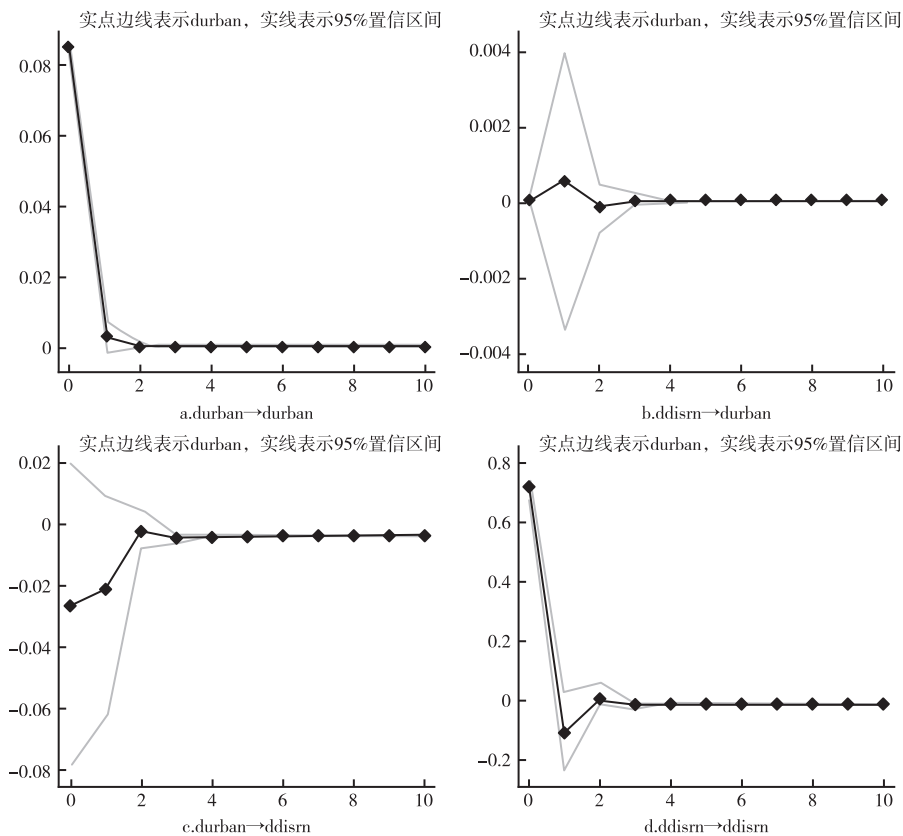 实点边线表示durban，实线表示95%置信区间
0.08
0.06
0.04
0.02
0
0 2 4 6 8 10
a.durban→durban
实点边线表示durban，实线表示95%置信区间
0.004
0.002
0
−0.002
−0.004
0 2 4 6 8 10
b.ddisrn→durban
实点边线表示durban，实线表示95%置信区间
0.02
0
−0.02
−0.04
−0.06
−0.08
0 2 4 6 8 10
c.durban→ddisrn
实点边线表示durban，实线表示95%置信区间
0.8
0.6
0.4
0.2
0
−0.2
0 2 4 6 8 10
d.ddisrn→ddisrn